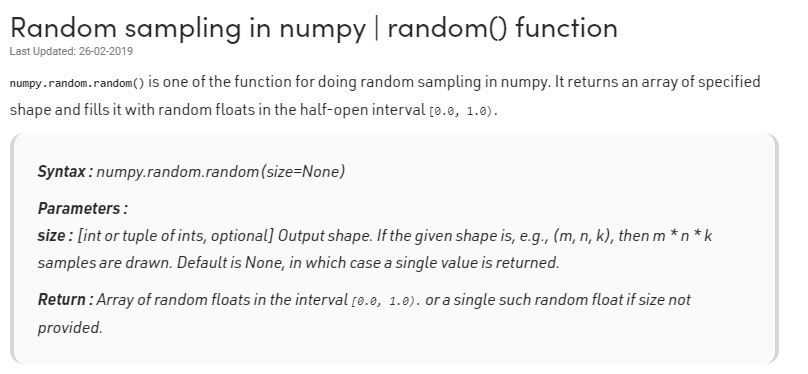 Random sampling in numpy | random() function
Last Updated: 26-02-2019
numpy.random.random() is one of the function for doing random sampling in numpy. It returns an array of specified
shape and fills it with random floats in the half-open interval [0.0, 1.0).
Syntax : numpy.random.random(size=None)
Parameters :
size : [int or tuple of ints, optional] Output shape. If the given shape is, e.g., (m, n, k), then m * n * k
samples are drawn. Default is None, in which case a single value is returned.
Return : Array of random floats in the interval [0.0, 1.0). or a single such random float if size not
provided.